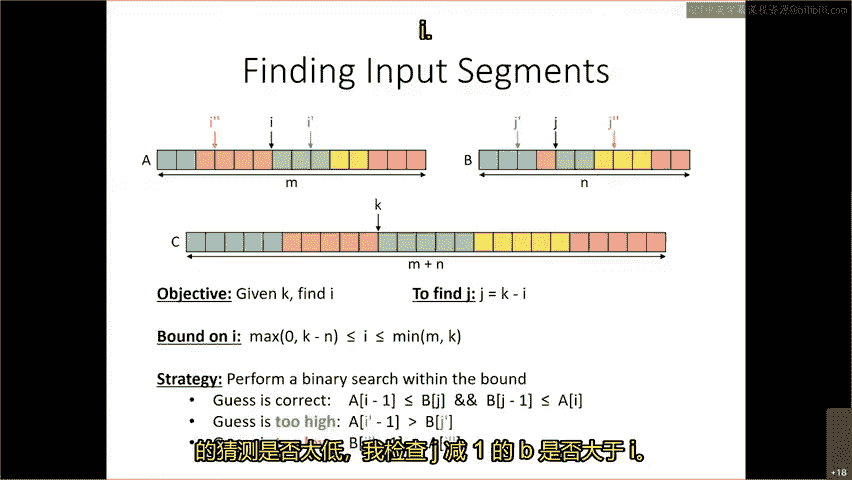 i.
Finding Input Segments
i'' i i' j' j j''
A B
m n
k
C
m + n
Objective: Given k, find i To find j: j = k - i
Bound on i: max(0, k - n) ≤ i ≤ min(m, k)
Strategy: Perform a binary search within the bound
• Guess is correct: A[i - 1] ≤ B[j] && B[j - 1] ≤ A[i]
• Guess is too high: A[i' - 1] > B[j']
的猜测是否太低，我检查 j 减 1 的 b 是否大于 i。
+18